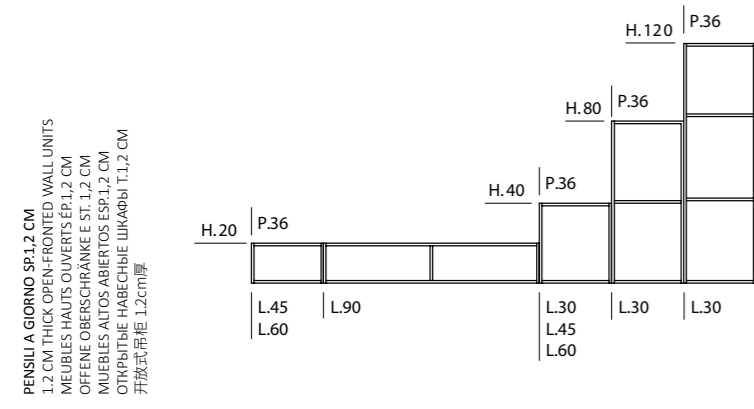 PENSILI A GIORNO SP.1,2 CM
1.2 CM THICK OPEN-FRONTED WALL UNITS
MEUBLES HAUTS OUVERTS ÉP.1,2 CM
OFFENE OBERSCHRÄNKE E ST. 1,2 CM
MUEBLES ALTOS ABIERTOS ESP.1,2 CM
ОТКРЫТЫЕ НАВЕСНЫЕ ШКАФЫ Т.1,2 СМ
开放式吊柜 1.2cm厚
H.20
P.36
H.40
P.36
H.80
P.36
H.120
P.36
L.45
L.60
L.90
L.30
L.45
L.60
L.30
L.30